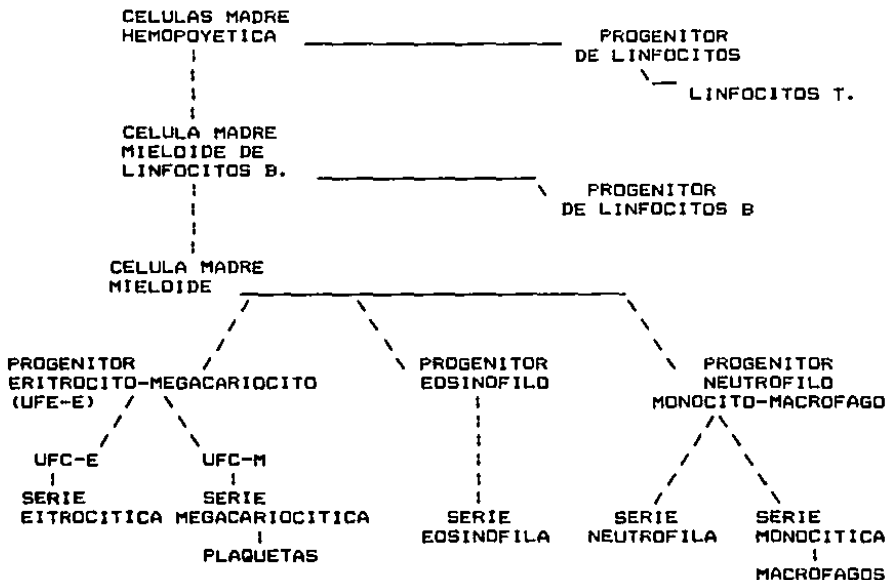 CELULAS MADRE
HEMOPOYETICA
PROGENITOR
DE LINFOCITOS
LINFOCITOS T.
CELULA MADRE
MIELOIDE DE
LINFOCITOS B.
PROGENITOR
DE LINFOCITOS B
CELULA MADRE
MIELOIDE
PROGENITOR
ERITROCITO-MEGACARIOCITO
(UFE-E)
PROGENITOR
EOSINOFILO
PROGENITOR
NEUTROFILO
MONOCITO-MACROFAGO
UFC-E
UFC-M
SERIE
EITROCITICA
SERIE
MEGACARIOCITICA
PLAQUETAS
SERIE
EOSINOFILA
SERIE
NEUTROFILA
SERIE
MONOCITICA
MACROFAGOS